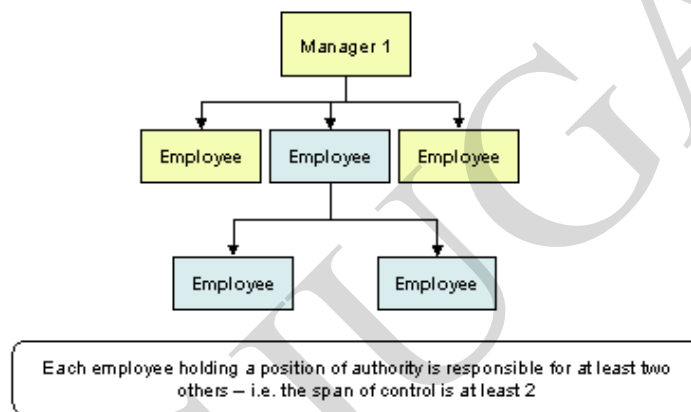 Manager 1
Employee
Employee
Employee
Employee
Employee
Each employee holding a position of authority is responsible for at least two
others – i.e. the span of control is at least 2